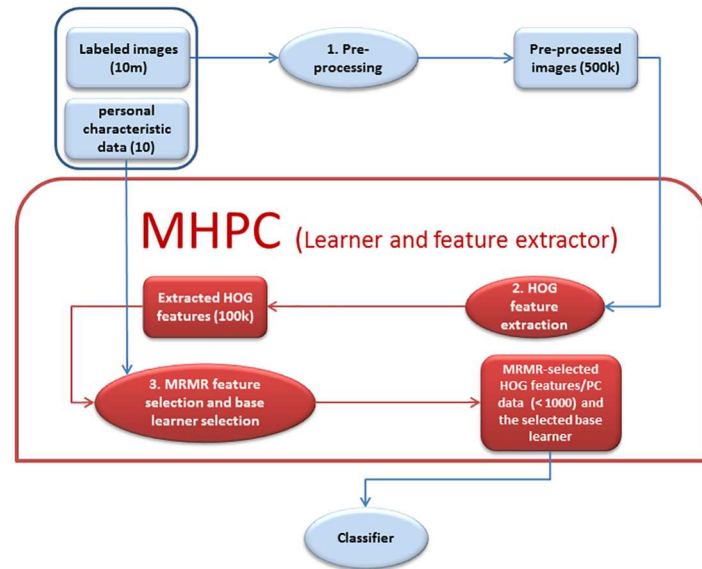 Labeled images
(10m)
1. Pre-
processing
Pre-processed
images (500k)
personal
characteristic
data (10)
MHPC (Learner and feature extractor)
2. HOG
feature
extraction
Extracted HOG
features (100k)
3. MRMR feature
selection and base
learner selection
MRMR-selected
HOG features/PC
data (< 1000) and
the selected base
learner
Classifier